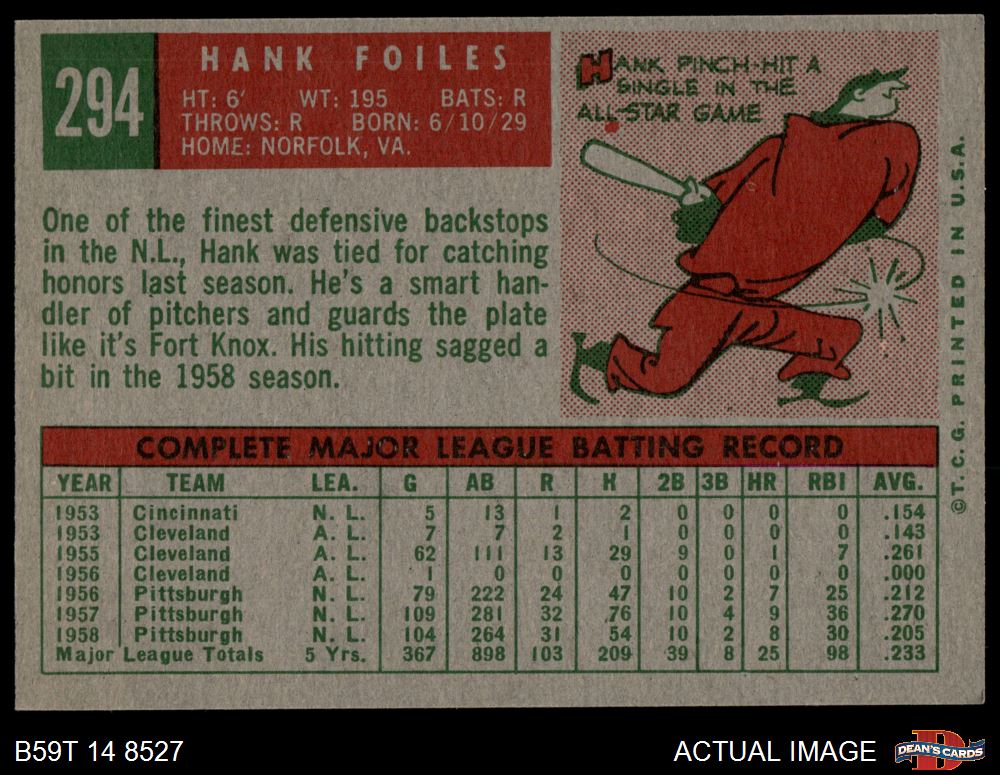 294
HANK FOILES
HT: 6' WT: 195 BATS: R
THROWS: R BORN: 6/10/29
HOME: NORFOLK, VA.
HANK PINCH-HIT A
SINGLE IN THE
ALL-STAR GAME
One of the finest defensive backstops
in the N.L., Hank was tied for catching
honors last season. He's a smart han-
dler of pitchers and guards the plate
like it's Fort Knox. His hitting sagged a
bit in the 1958 season.
COMPLETE MAJOR LEAGUE BATTING RECORD
YEAR TEAM LEA. G AB R H 2B 3B HR RBI AVG.
1953 Cincinnati N. L. 5 13 1 2 0 0 0 0 .154
1953 Cleveland A. L. 7 7 2 1 0 0 0 0 .143
1955 Cleveland A. L. 62 111 13 29 9 0 1 7 .261
1956 Cleveland A. L. 1 0 0 0 0 0 0 0 .000
1956 Pittsburgh N. L. 79 222 24 47 10 2 7 25 .212
1957 Pittsburgh N. L. 109 281 32 76 10 4 9 36 .270
1958 Pittsburgh N. L. 104 264 31 54 10 2 8 30 .205
Major League Totals 5 Yrs. 367 898 103 209 39 8 25 98 .233
©T. C. G. PRINTED IN U.S.A.
B59T 14 8527
ACTUAL IMAGE
D
DEAN'S CARDS